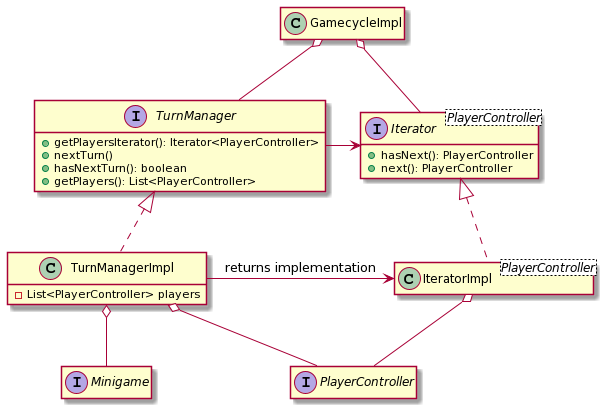 C GamecycleImpl
I TurnManager
getPlayersIterator(): Iterator<PlayerController>
nextTurn()
hasNextTurn(): boolean
getPlayers(): List<PlayerController>
PlayerController
I Iterator
hasNext(): PlayerController
next(): PlayerController
C TurnManagerImpl
List<PlayerController> players
returns implementation
PlayerController
C IteratorImpl
I Minigame
I PlayerController